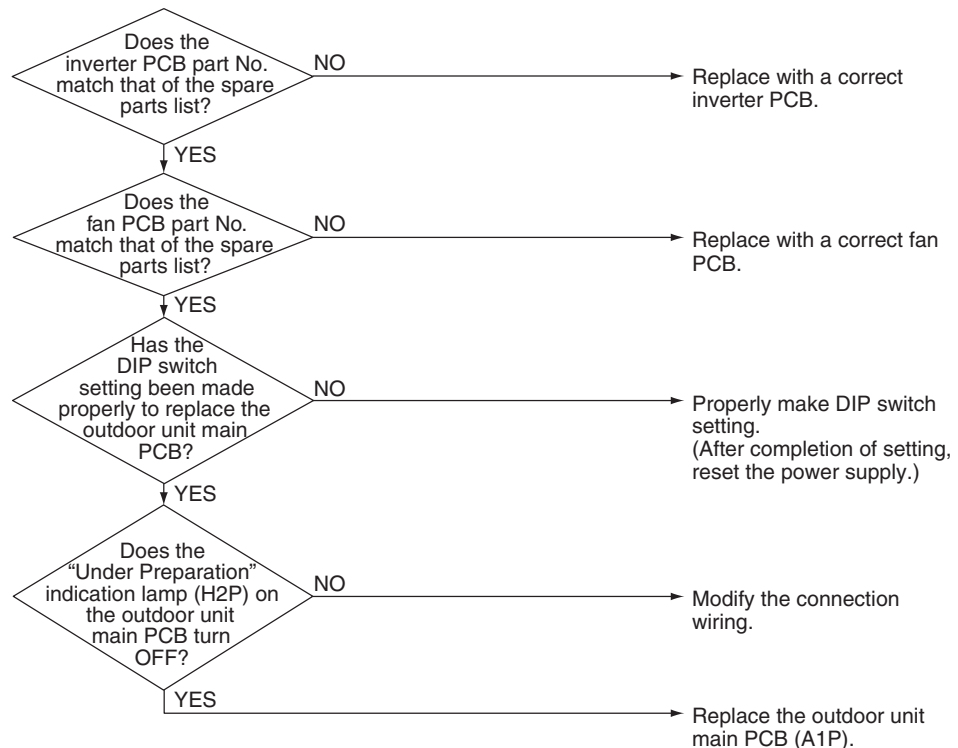 Does the
inverter PCB part No.
match that of the spare
parts list?
NO
Replace with a correct
inverter PCB.
YES
Does the
fan PCB part No.
match that of the spare
parts list?
NO
Replace with a correct fan
PCB.
YES
Has the
DIP switch
setting been made
properly to replace the
outdoor unit main
PCB?
NO
Properly make DIP switch
setting.
(After completion of setting,
reset the power supply.)
YES
Does the
“Under Preparation”
indication lamp (H2P) on
the outdoor unit
main PCB turn
OFF?
NO
Modify the connection
wiring.
YES
Replace the outdoor unit
main PCB (A1P).